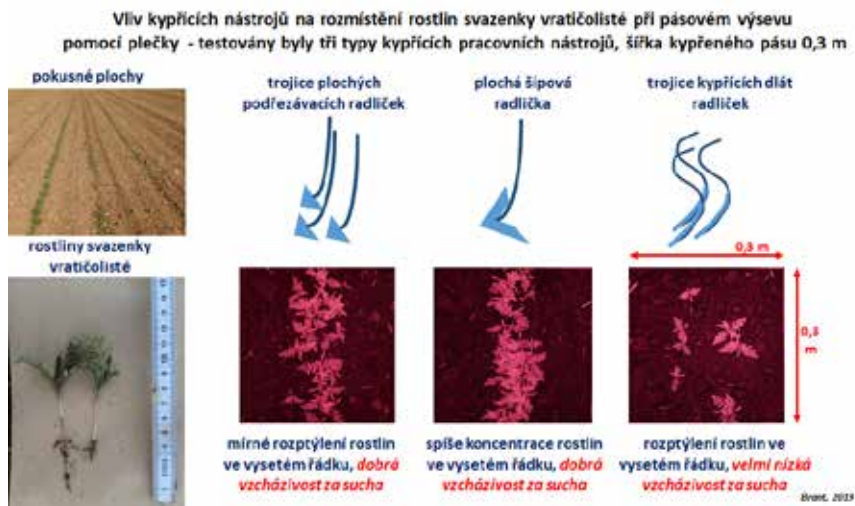 Vliv kypřících nástrojů na rozmístění rostlin svazenky vratičolisté při pásovém výsevu
pomocí plečky - testovány byly tři typy kypřících pracovních nástrojů, šířka kypřeného pásu 0,3 m
pokusné plochy
trojice plochých
podřezávacích radliček
plochá šípová
radlička
trojice kypřících dlát
radliček
rostliny svazenky
vratičolisté
0,3 m
0,3
m
mírné rozptýlení rostlin
ve vysetém řádku, dobrá
vzcházivost za sucha
spíše koncentrace rostlin
ve vysetém řádku, dobrá
vzcházivost za sucha
rozptýlení rostlin ve
vysetém řádku, velmi nízká
vzcházivost za sucha
Brant, 2019